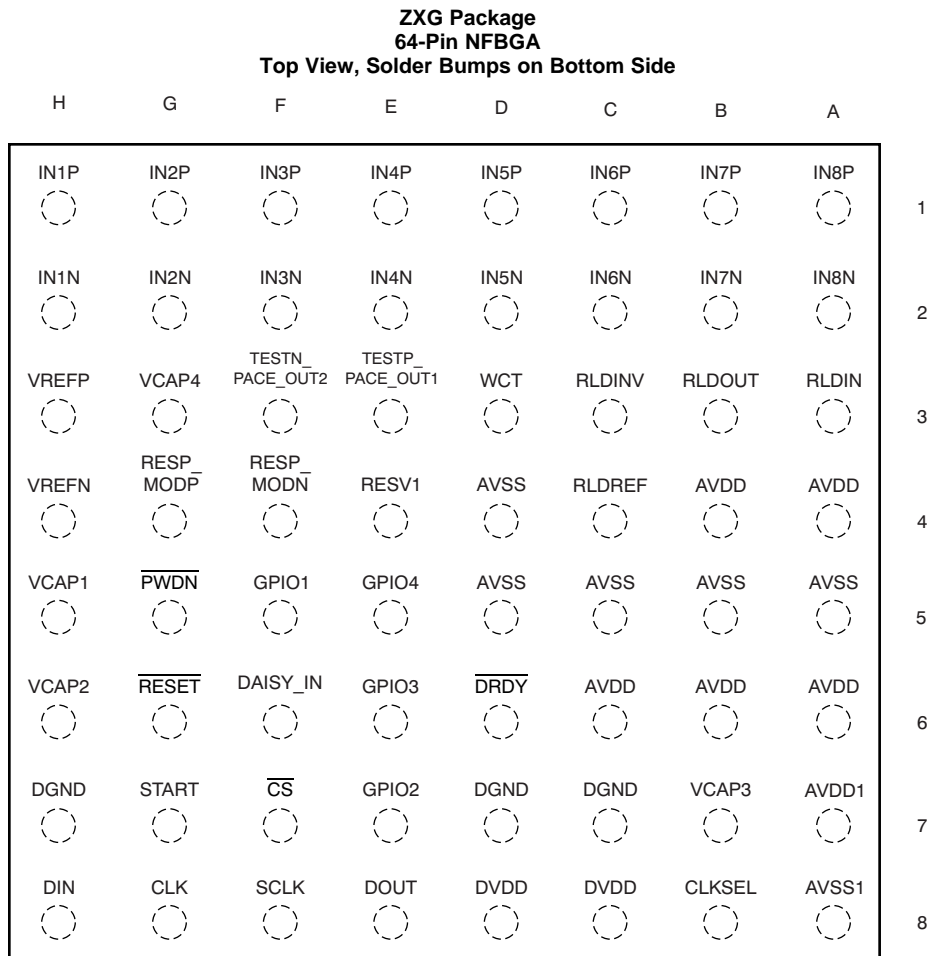 ZXG Package
64-Pin NFBGA
Top View, Solder Bumps on Bottom Side
H G F E D C B A
IN1P IN2P IN3P IN4P IN5P IN6P IN7P IN8P
1
IN1N IN2N IN3N IN4N IN5N IN6N IN7N IN8N
2
TESTN_ TESTP_
VREFP VCAP4 PACE_OUT2 PACE_OUT1 WCT RLDINV RLDOUT RLDIN
3
RESP_ RESP_
VREFN MODP MODN RESV1 AVSS RLDREF AVDD AVDD
4
VCAP1 PWDN GPIO1 GPIO4 AVSS AVSS AVSS AVSS
5
VCAP2 RESET DAISY_IN GPIO3 DRDY AVDD AVDD AVDD
6
DGND START CS GPIO2 DGND DGND VCAP3 AVDD1
7
DIN CLK SCLK DOUT DVDD DVDD CLKSEL AVSS1
8